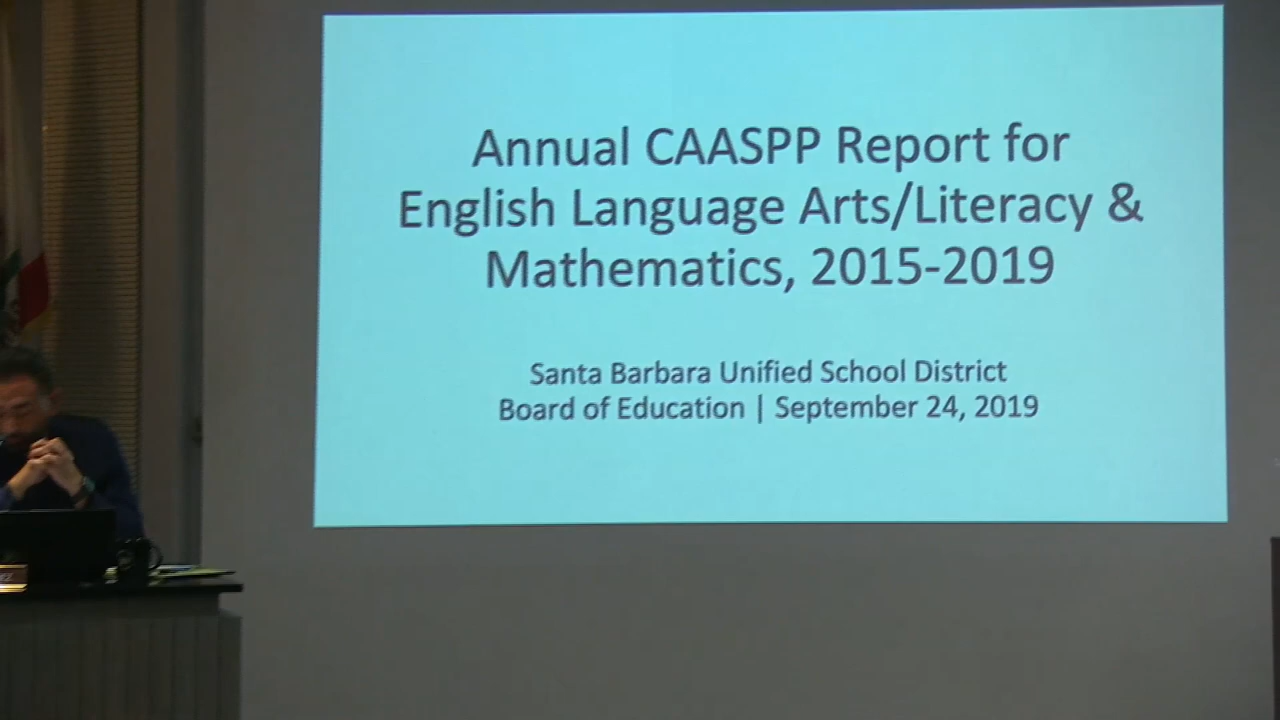 Annual CAASPP Report for
English Language Arts/Literacy &
Mathematics, 2015-2019
Santa Barbara Unified School District
Board of Education | September 24, 2019